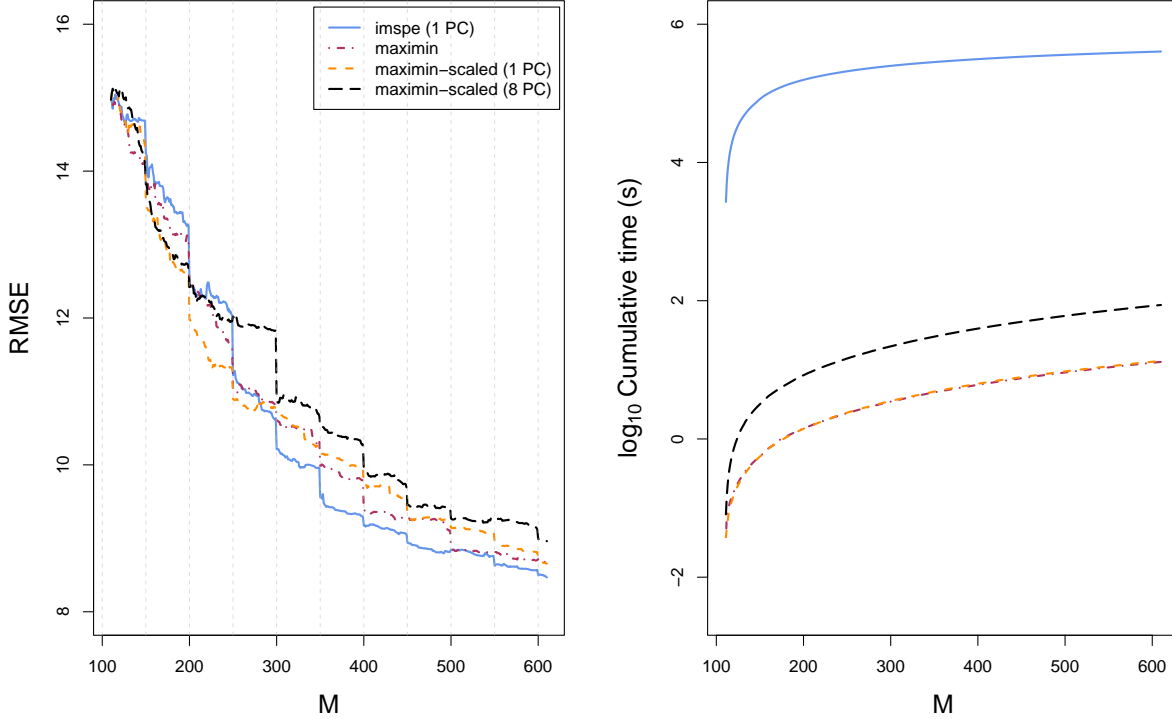 16
14
12
10
8
RMSE
imspe (1 PC)
maximin
maximin−scaled (1 PC)
maximin−scaled (8 PC)
100 200 300 400 500 600
M
6
4
2
0
−2
log₁₀ Cumulative time (s)
100 200 300 400 500 600
M